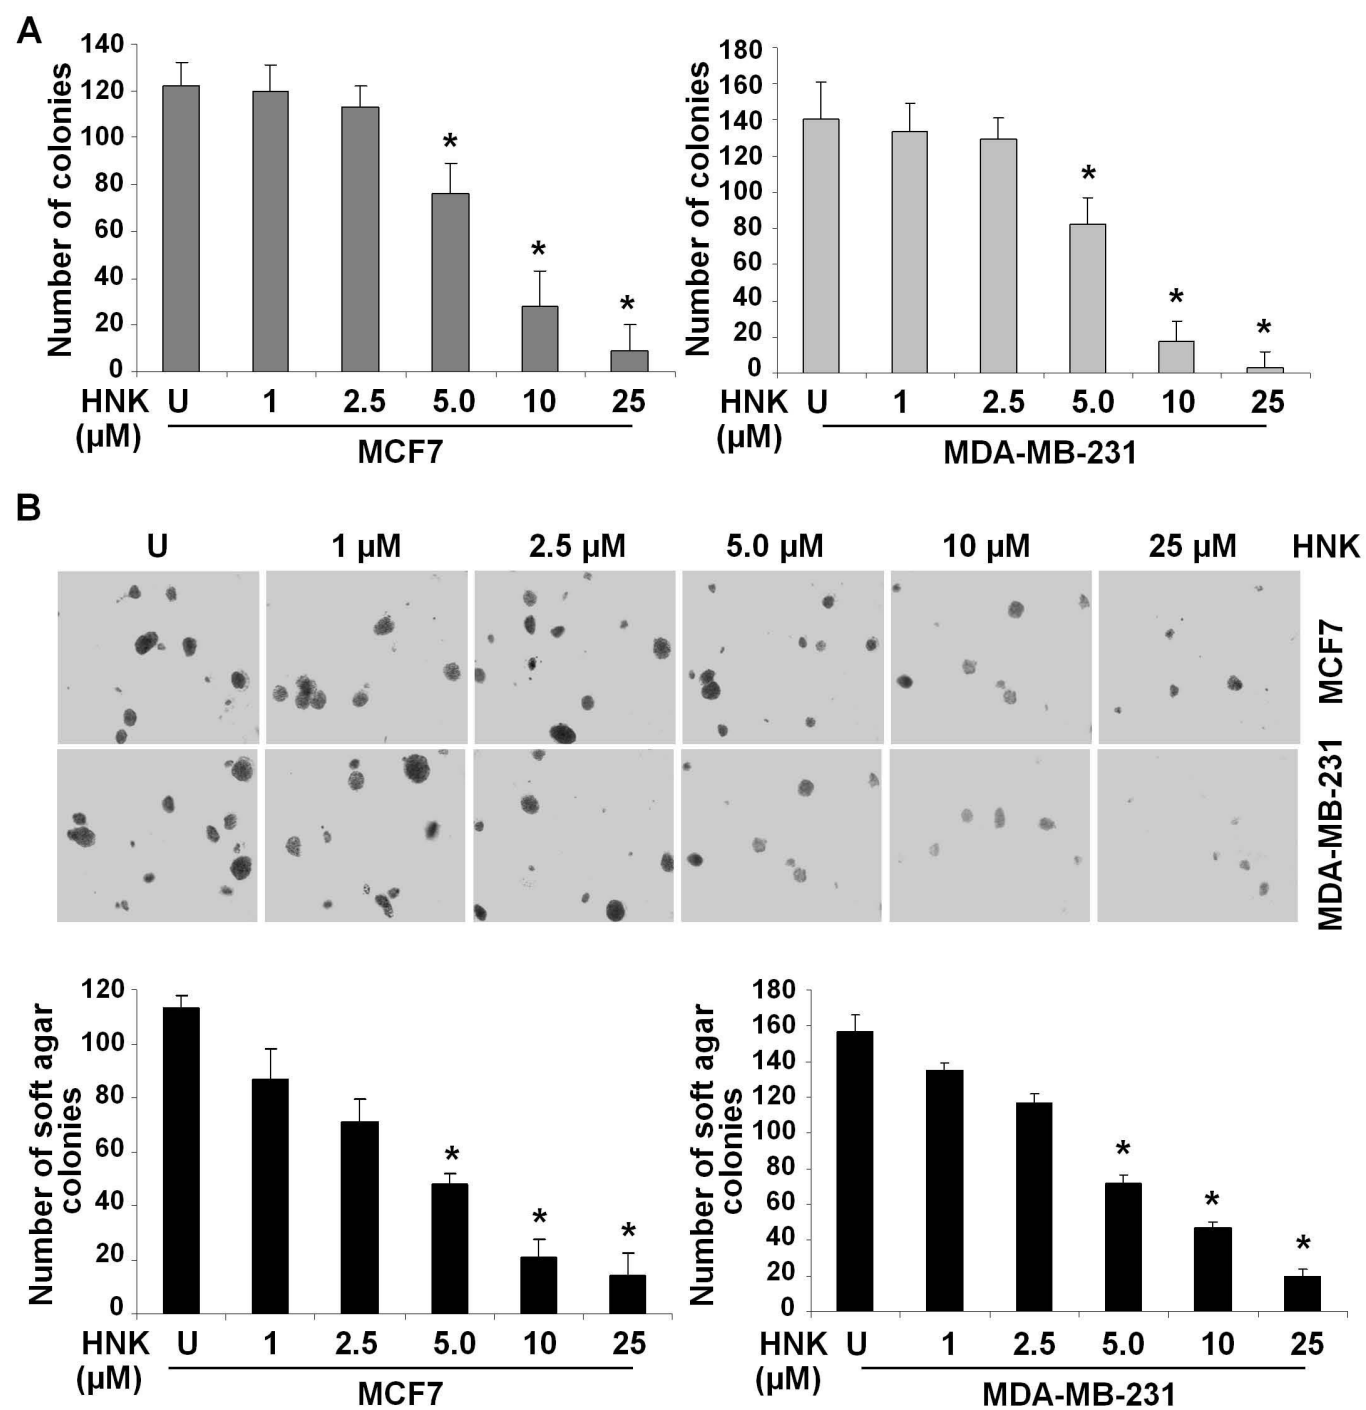 A
Number of colonies
140
120
100
80
60
40
20
0
* * *
HNK U 1 2.5 5.0 10 25
(µM)
MCF7
Number of colonies
180
160
140
120
100
80
60
40
20
0
* * *
HNK U 1 2.5 5.0 10 25
(µM)
MDA-MB-231
B
U 1 µM 2.5 µM 5.0 µM 10 µM 25 µM HNK
MCF7
MDA-MB-231
Number of soft agar
colonies
120
100
80
60
40
20
0
* * *
HNK U 1 2.5 5.0 10 25
(µM)
MCF7
Number of soft agar
colonies
180
160
140
120
100
80
60
40
20
0
* * *
HNK U 1 2.5 5.0 10 25
(µM)
MDA-MB-231